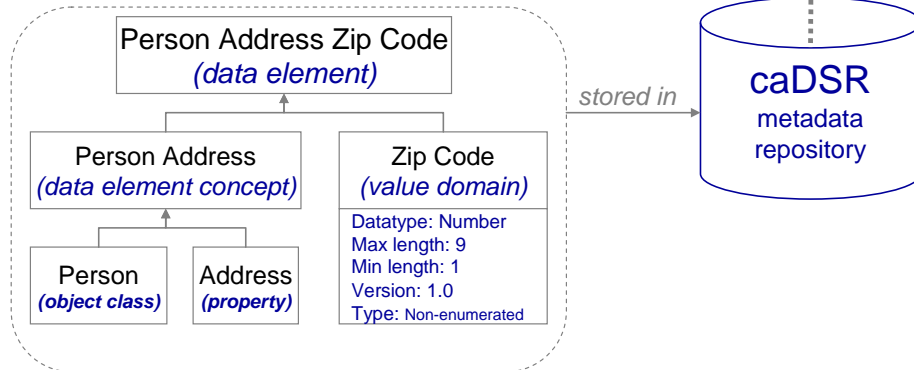 Person Address Zip Code
(data element)
stored in
caDSR
metadata
repository
Person Address
(data element concept)
Zip Code
(value domain)
Datatype: Number
Max length: 9
Min length: 1
Version: 1.0
Type: Non-enumerated
Person
(object class)
Address
(property)